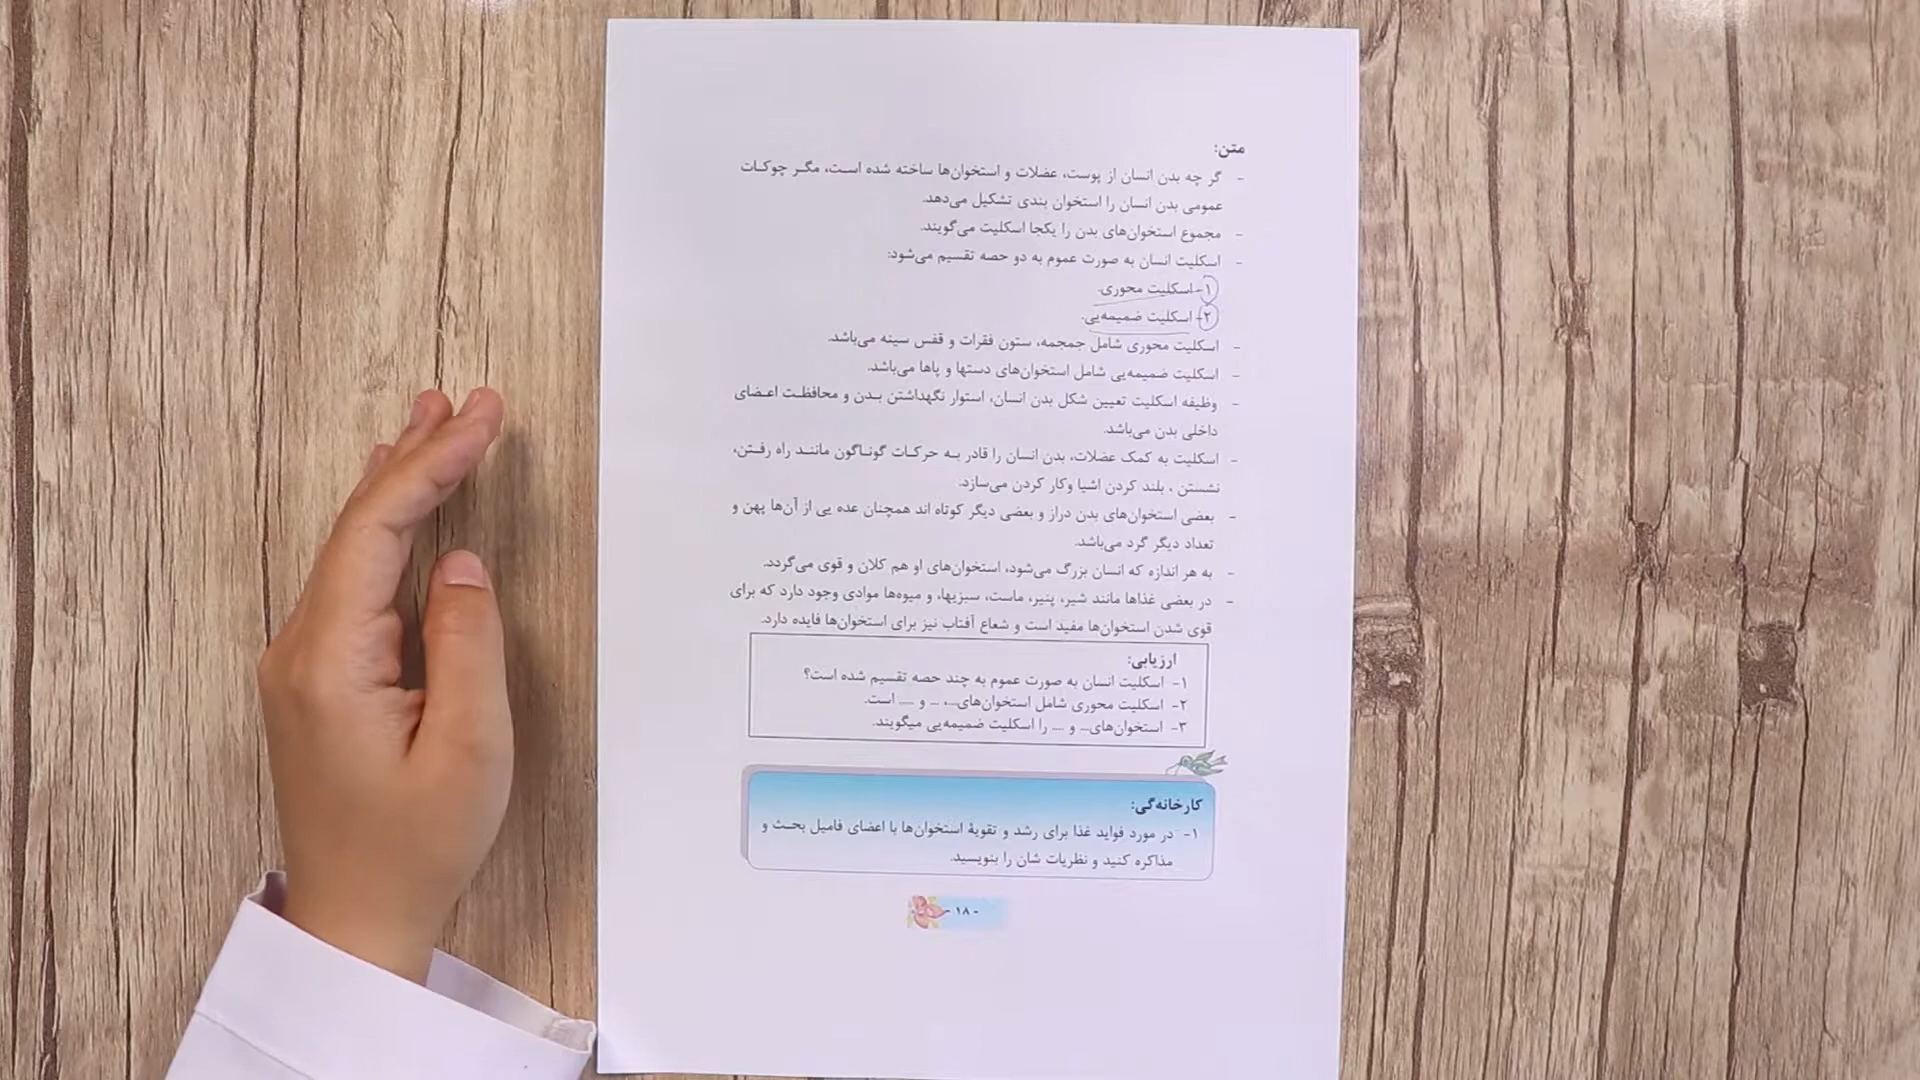 متن:
- گر چه بدن انسان از پوست، عضلات و استخوان‌ها ساخته شده است، مگر چوکات
عمومی بدن انسان را استخوان بندی تشکیل می‌دهد.
- مجموع استخوان‌های بدن را یکجا اسکلیت می‌گویند.
- اسکلیت انسان به صورت عموم به دو حصه تقسیم می‌شود:
۱- اسکلیت محوری.
۲- اسکلیت ضمیمه‌یی.
- اسکلیت محوری شامل جمجمه، ستون فقرات و قفس سینه می‌باشد.
- اسکلیت ضمیمه‌یی شامل استخوان‌های دستها و پاها می‌باشد.
- وظیفه اسکلیت تعیین شکل بدن انسان، استوار نگهداشتن بدن و محافظت اعضای
داخلی بدن می‌باشد.
- اسکلیت به کمک عضلات، بدن انسان را قادر به حرکات گوناگون مانند راه رفتن،
نشستن ، بلند کردن اشیا وکار کردن می‌سازد.
- بعضی استخوان‌های بدن دراز و بعضی دیگر کوتاه اند همچنان عده یی از آن‌ها پهن و
تعداد دیگر گرد می‌باشد.
- به هر اندازه که انسان بزرگ می‌شود، استخوان‌های او هم کلان و قوی می‌گردد.
- در بعضی غذاها مانند شیر، پنیر، ماست، سبزیها، و میوه‌ها موادی وجود دارد که برای
قوی شدن استخوان‌ها مفید است و شعاع آفتاب نیز برای استخوان‌ها فایده دارد.
ارزیابی:
۱- اسکلیت انسان به صورت عموم به چند حصه تقسیم شده است؟
۲- اسکلیت محوری شامل استخوان‌های...، ... و .... است.
۳- استخوان‌های... و .... را اسکلیت ضمیمه‌یی میگویند.
کارخانه‌گی:
۱- در مورد فواید غذا برای رشد و تقویهٔ استخوان‌ها با اعضای فامیل بحث و
مذاکره کنید و نظریات شان را بنویسید.
- ۱۸ -